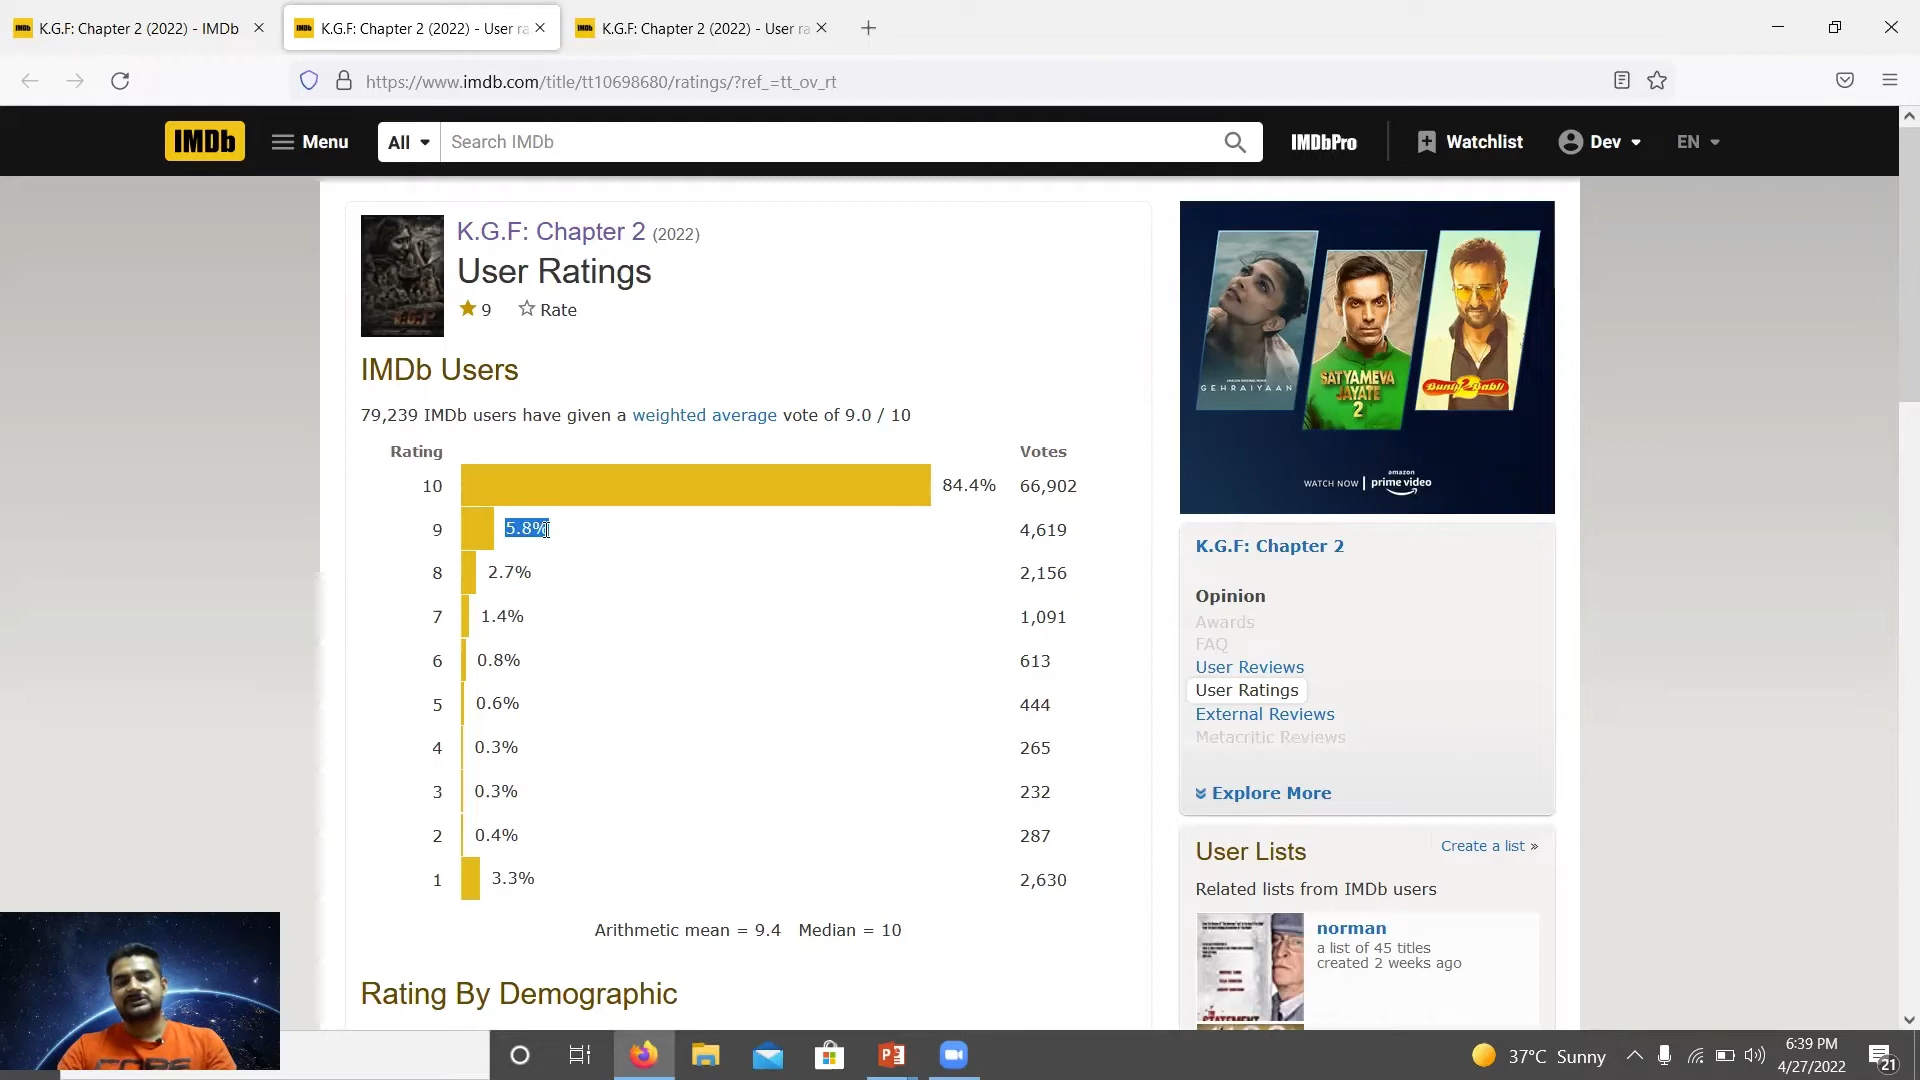 K.G.F: Chapter 2 (2022) - IMDb
K.G.F: Chapter 2 (2022) - User ra
K.G.F: Chapter 2 (2022) - User ra
https://www.imdb.com/title/tt10698680/ratings/?ref_=tt_ov_rt
IMDb
Menu
All
Search IMDb
IMDbPro
Watchlist
Dev
EN
K.G.F: Chapter 2 (2022)
User Ratings
9 Rate
IMDb Users
79,239 IMDb users have given a weighted average vote of 9.0 / 10
Rating Votes
10 84.4% 66,902
9 5.8% 4,619
8 2.7% 2,156
7 1.4% 1,091
6 0.8% 613
5 0.6% 444
4 0.3% 265
3 0.3% 232
2 0.4% 287
1 3.3% 2,630
Arithmetic mean = 9.4 Median = 10
Rating By Demographic
GEHRAIYAAN
SATYAMEVA
JAYATE
2
Bunty Babli
2
WATCH NOW | amazon prime video
K.G.F: Chapter 2
Opinion
Awards
FAQ
User Reviews
User Ratings
External Reviews
Metacritic Reviews
Explore More
User Lists
Create a list »
Related lists from IMDb users
STATEMENT
norman
a list of 45 titles
created 2 weeks ago
37°C Sunny
6:39 PM
4/27/2022
21